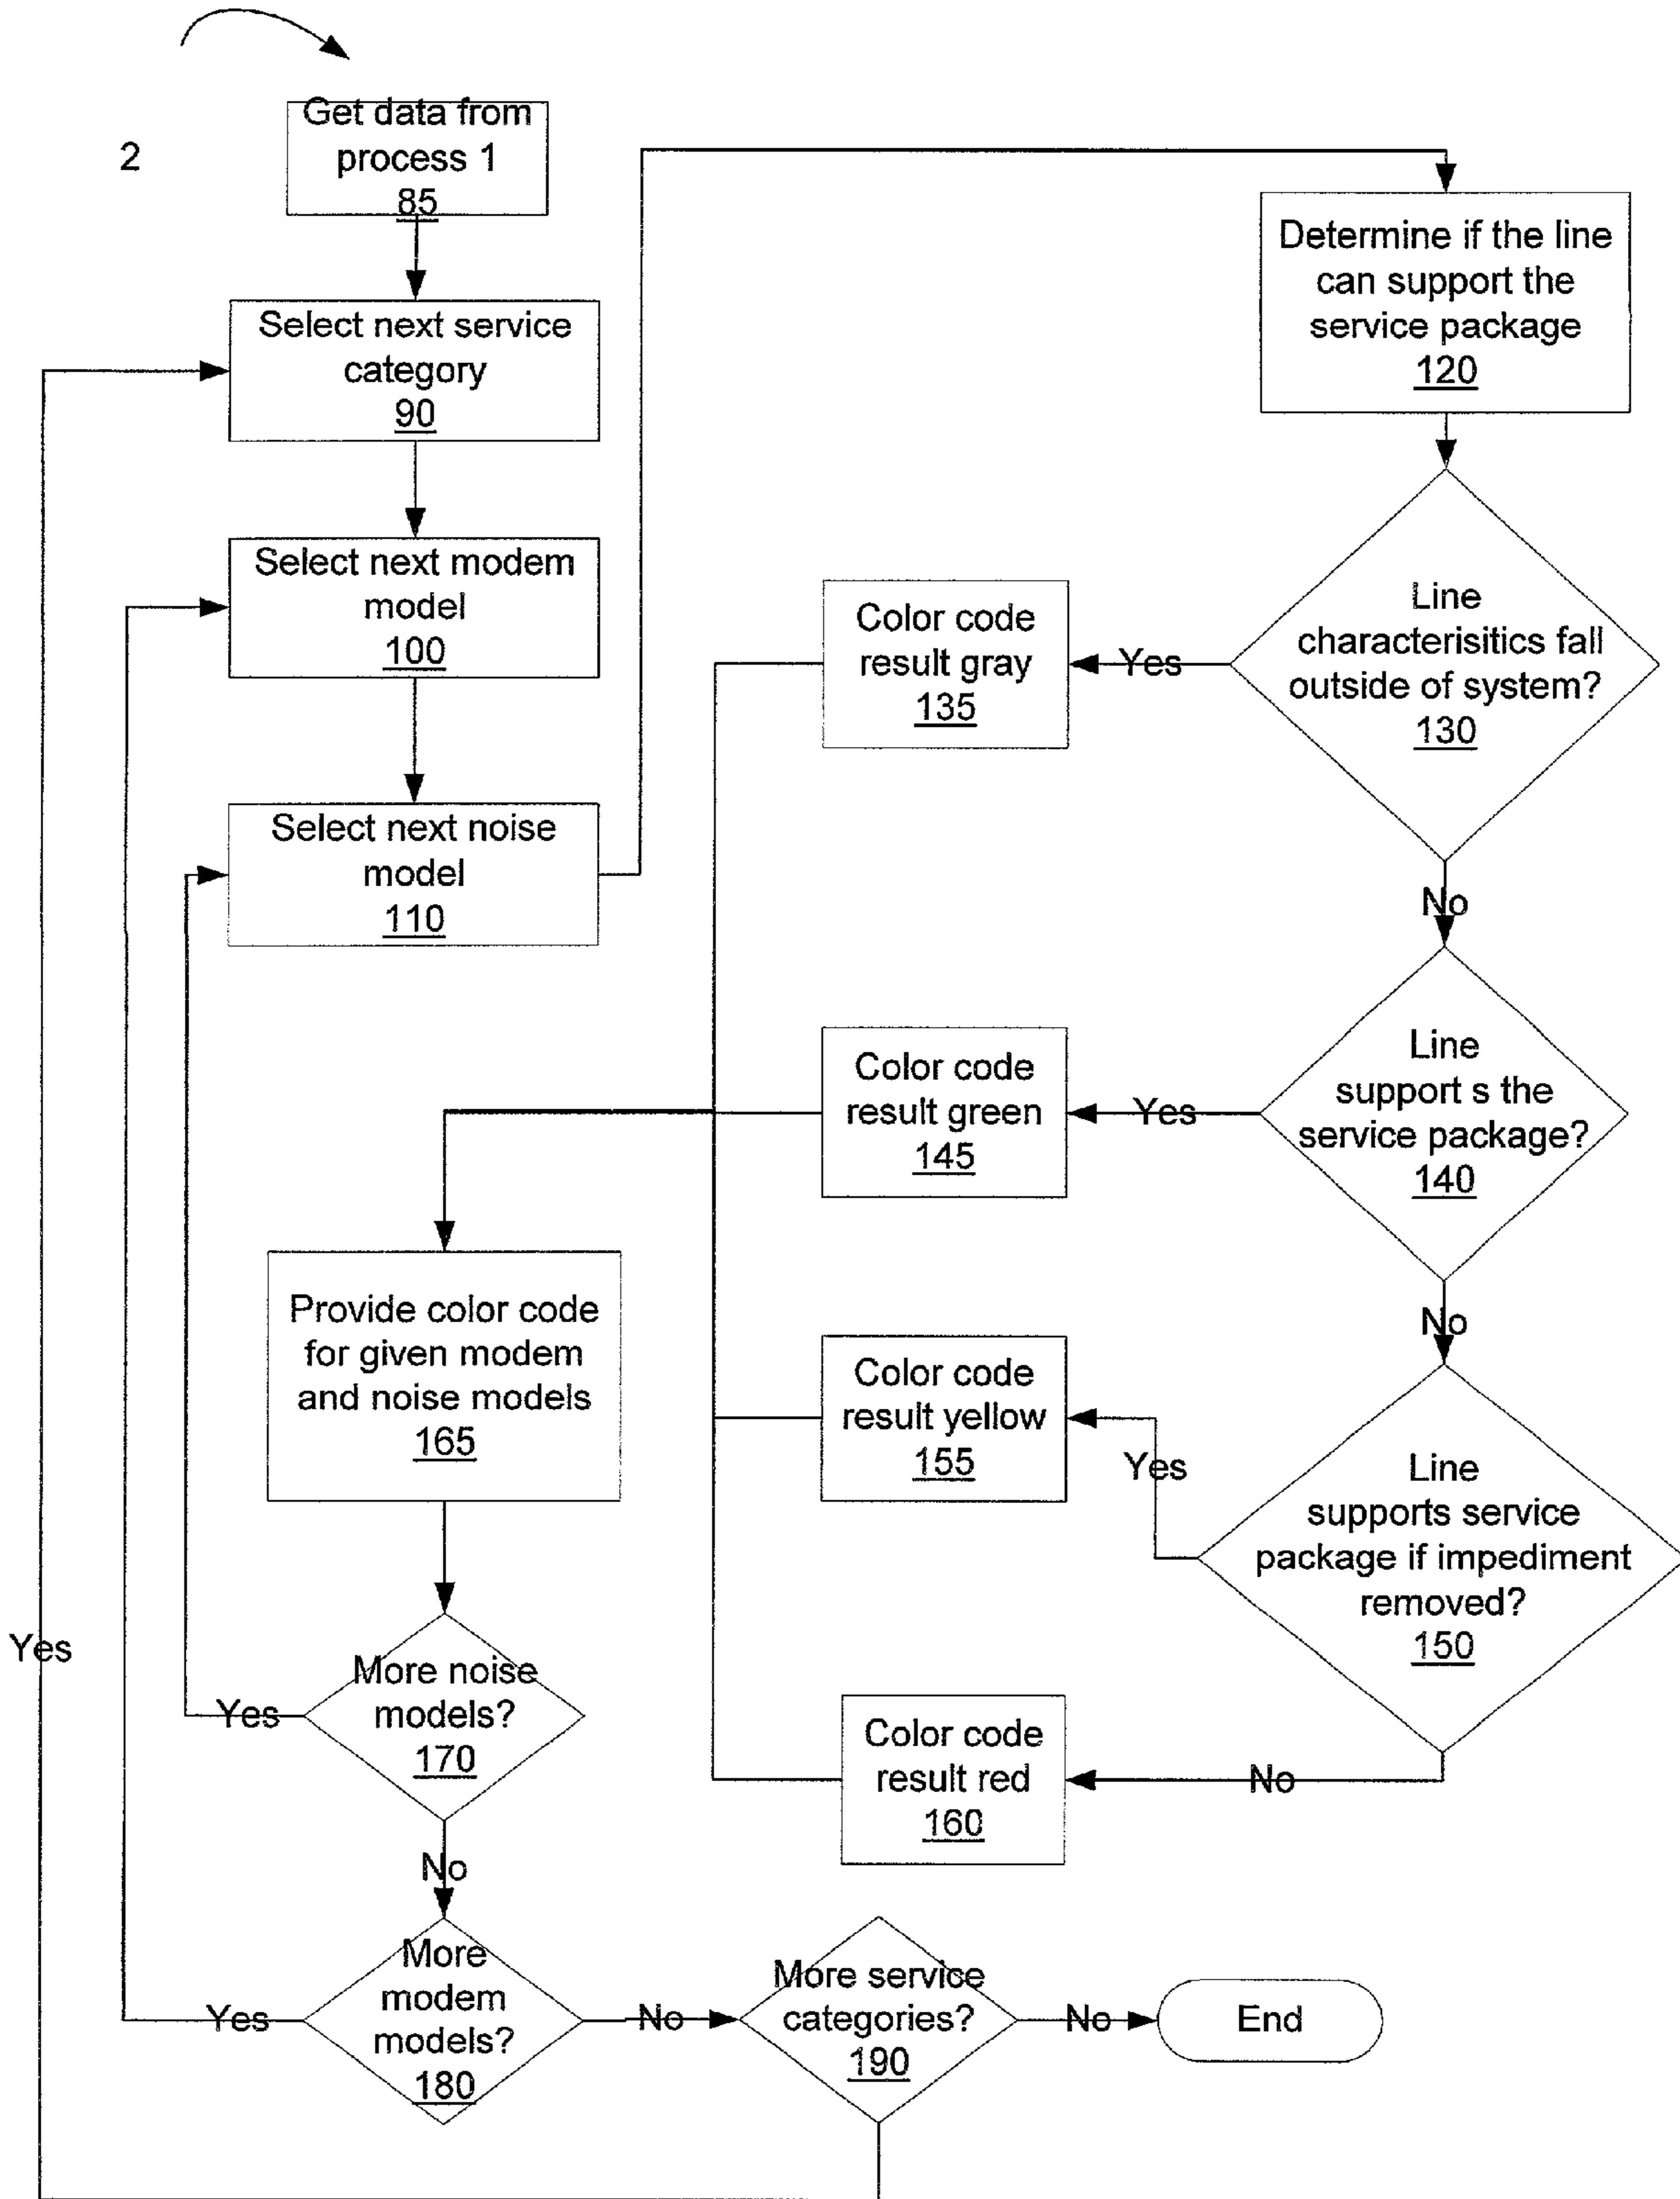 2
Get data from
process 1
85
Select next service
category
90
Select next modem
model
100
Select next noise
model
110
Determine if the line
can support the
service package
120
Line
characterisitics fall
outside of system?
130
Yes
Color code
result gray
135
No
Line
support s the
service package?
140
Yes
Color code
result green
145
No
Line
supports service
package if impediment
removed?
150
Yes
Color code
result yellow
155
No
Color code
result red
160
Provide color code
for given modem
and noise models
165
More noise
models?
170
Yes
No
More
modem
models?
180
Yes
No
More service
categories?
190
Yes
No
End